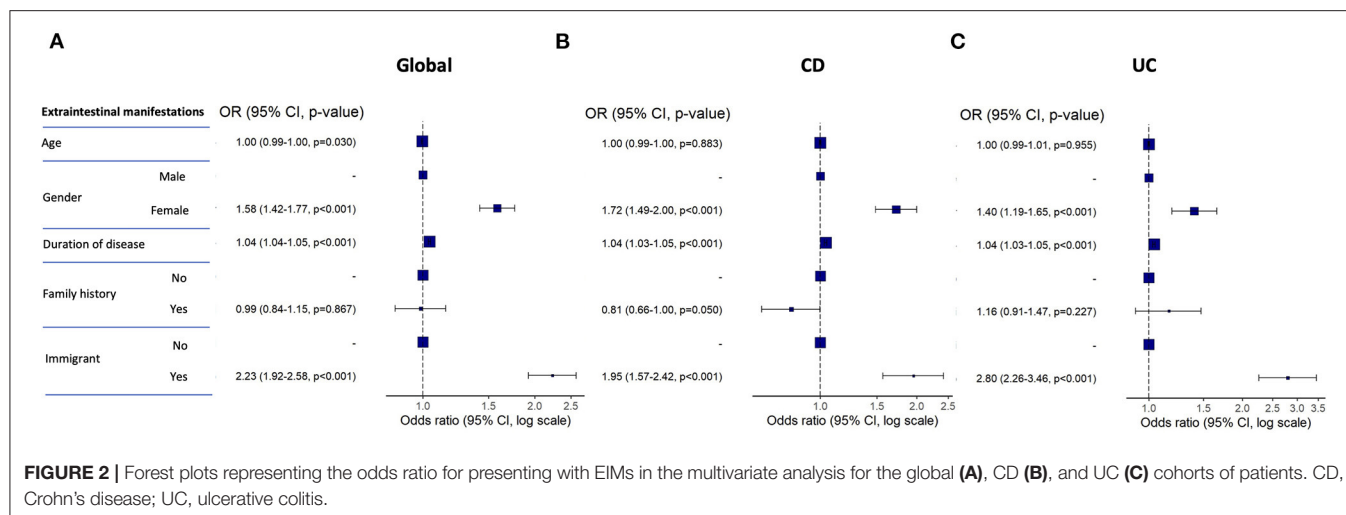 A
B
C
Global
CD
UC
Extraintestinal manifestations
OR (95% CI, p-value)
OR (95% CI, p-value)
OR (95% CI, p-value)
Age
1.00 (0.99-1.00, p=0.030)
1.00 (0.99-1.00, p=0.883)
1.00 (0.99-1.01, p=0.955)
Gender
Male
-
-
-
Female
1.58 (1.42-1.77, p<0.001)
1.72 (1.49-2.00, p<0.001)
1.40 (1.19-1.65, p<0.001)
Duration of disease
1.04 (1.04-1.05, p<0.001)
1.04 (1.03-1.05, p<0.001)
1.04 (1.03-1.05, p<0.001)
Family history
No
-
-
-
Yes
0.99 (0.84-1.15, p=0.867)
0.81 (0.66-1.00, p=0.050)
1.16 (0.91-1.47, p=0.227)
Immigrant
No
-
-
-
Yes
2.23 (1.92-2.58, p<0.001)
1.95 (1.57-2.42, p<0.001)
2.80 (2.26-3.46, p<0.001)
1.0 1.5 2.0 2.5
1.0 1.5 2.0 2.5
1.0 1.5 2.0 2.5 3.0 3.5
Odds ratio (95% CI, log scale)
Odds ratio (95% CI, log scale)
Odds ratio (95% CI, log scale)
FIGURE 2 | Forest plots representing the odds ratio for presenting with EIMs in the multivariate analysis for the global (A), CD (B), and UC (C) cohorts of patients. CD,
Crohn's disease; UC, ulcerative colitis.